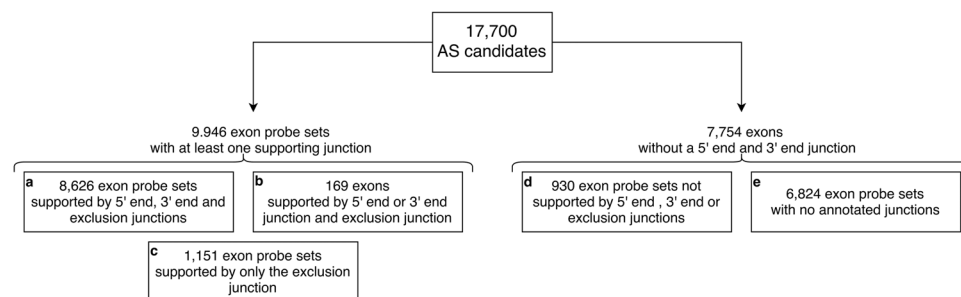 17,700
AS candidates
9.946 exon probe sets
with at least one supporting junction
7,754 exons
without a 5' end and 3' end junction
a
8,626 exon probe sets
supported by 5' end, 3' end and
exclusion junctions
b
169 exons
supported by 5' end or 3' end
junction and exclusion junction
c
1,151 exon probe sets
supported by only the exclusion
junction
d
930 exon probe sets not
supported by 5' end , 3' end or
exclusion junctions
e
6,824 exon probe sets
with no annotated junctions